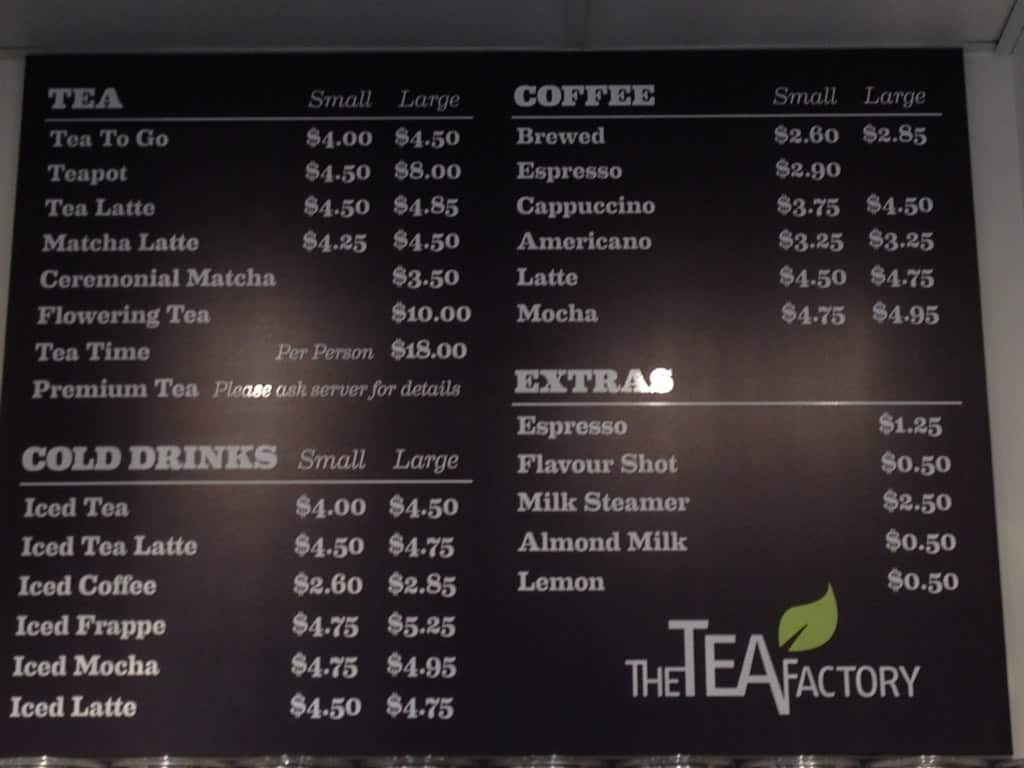 TEA Small Large
Tea To Go $4.00 $4.50
Teapot $4.50 $8.00
Tea Latte $4.50 $4.85
Matcha Latte $4.25 $4.50
Ceremonial Matcha $3.50
Flowering Tea $10.00
Tea Time Per Person $18.00
Premium Tea Please ask server for details
COLD DRINKS Small Large
Iced Tea $4.00 $4.50
Iced Tea Latte $4.50 $4.75
Iced Coffee $2.60 $2.85
Iced Frappe $4.75 $5.25
Iced Mocha $4.75 $4.95
Iced Latte $4.50 $4.75
COFFEE Small Large
Brewed $2.60 $2.85
Espresso $2.90
Cappuccino $3.75 $4.50
Americano $3.25 $3.25
Latte $4.50 $4.75
Mocha $4.75 $4.95
EXTRAS
Espresso $1.25
Flavour Shot $0.50
Milk Steamer $2.50
Almond Milk $0.50
Lemon $0.50
THE TEA FACTORY